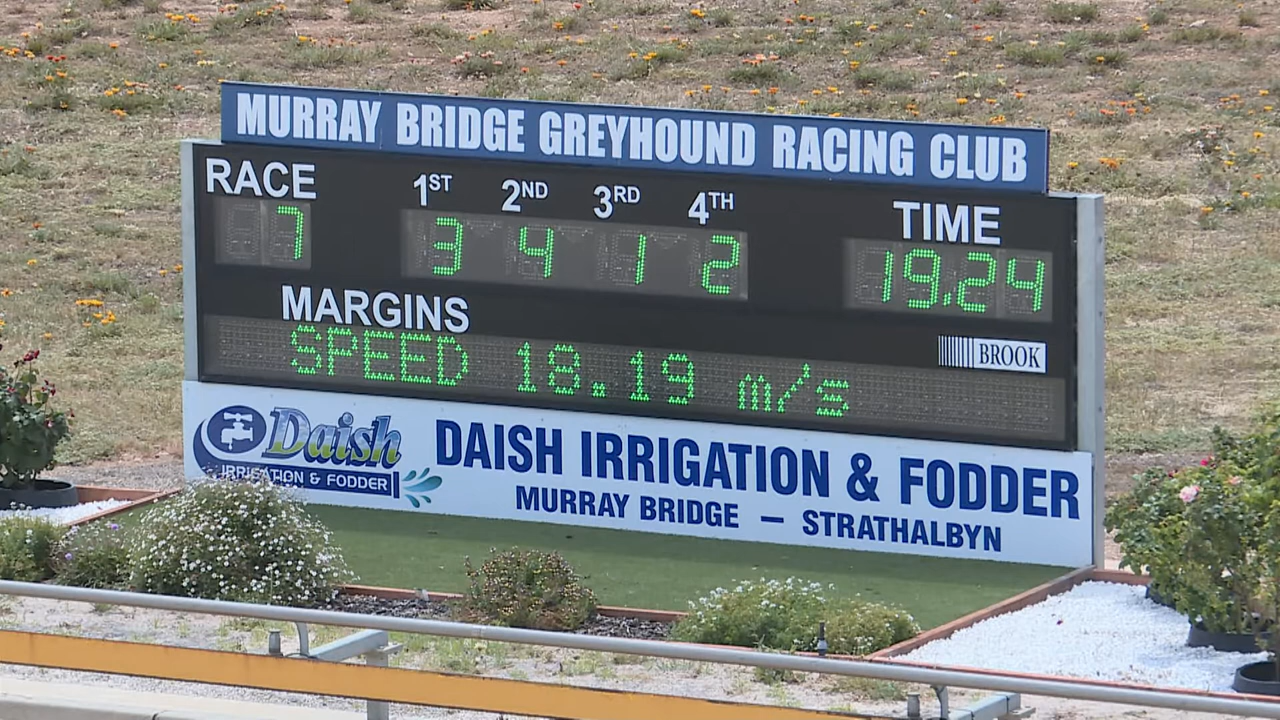 MURRAY BRIDGE GREYHOUND RACING CLUB
RACE 1ST 2ND 3RD 4TH TIME
7 3 4 1 2 19.24
MARGINS
BROOK
SPEED 18.19 m/s
Daish
IRRIGATION & FODDER
DAISH IRRIGATION & FODDER
MURRAY BRIDGE – STRATHALBYN